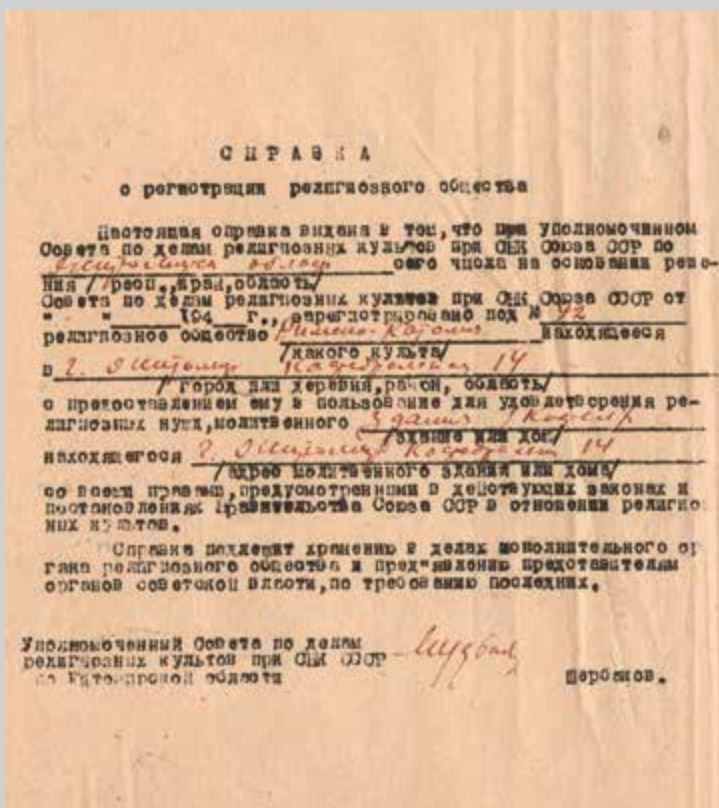 СПРАВКА
о регистрации религиозного общества
Настоящая справка выдана в том, что при Уполномоченном
Совета по делам религиозных культов при СНК Союза ССР по
область сего числа на основании реше-
ния /респ., край, область/
Совета по делам религиозных культов при СНК Союза ССР от
" " 194 г., зарегистрировано под № 42
религиозное общество Римско-Католич находящееся
/какого культа/
в г. Житомир Кафедральная 14
/город или деревня, район, область/
с предоставлением ему в пользование для удовлетворения ре-
лигиозных нужд, молитвенного здания
/здание или дом/
находящегося г. Житомир Кафедральная 14
/адрес молитвенного здания или дома/
со всеми правами, предусмотренными в действующих законах и
постановлениях Правительства Союза ССР в отношении религиоз
ных культов.
Справка подлежит хранению в делах исполнительного ор
гана религиозного общества и пред"явлению представителям
органов советской власти, по требованию последних.
Уполномоченный Совета по делам
религиозных культов при СНК СССР
по Житомирской области Щербаков.